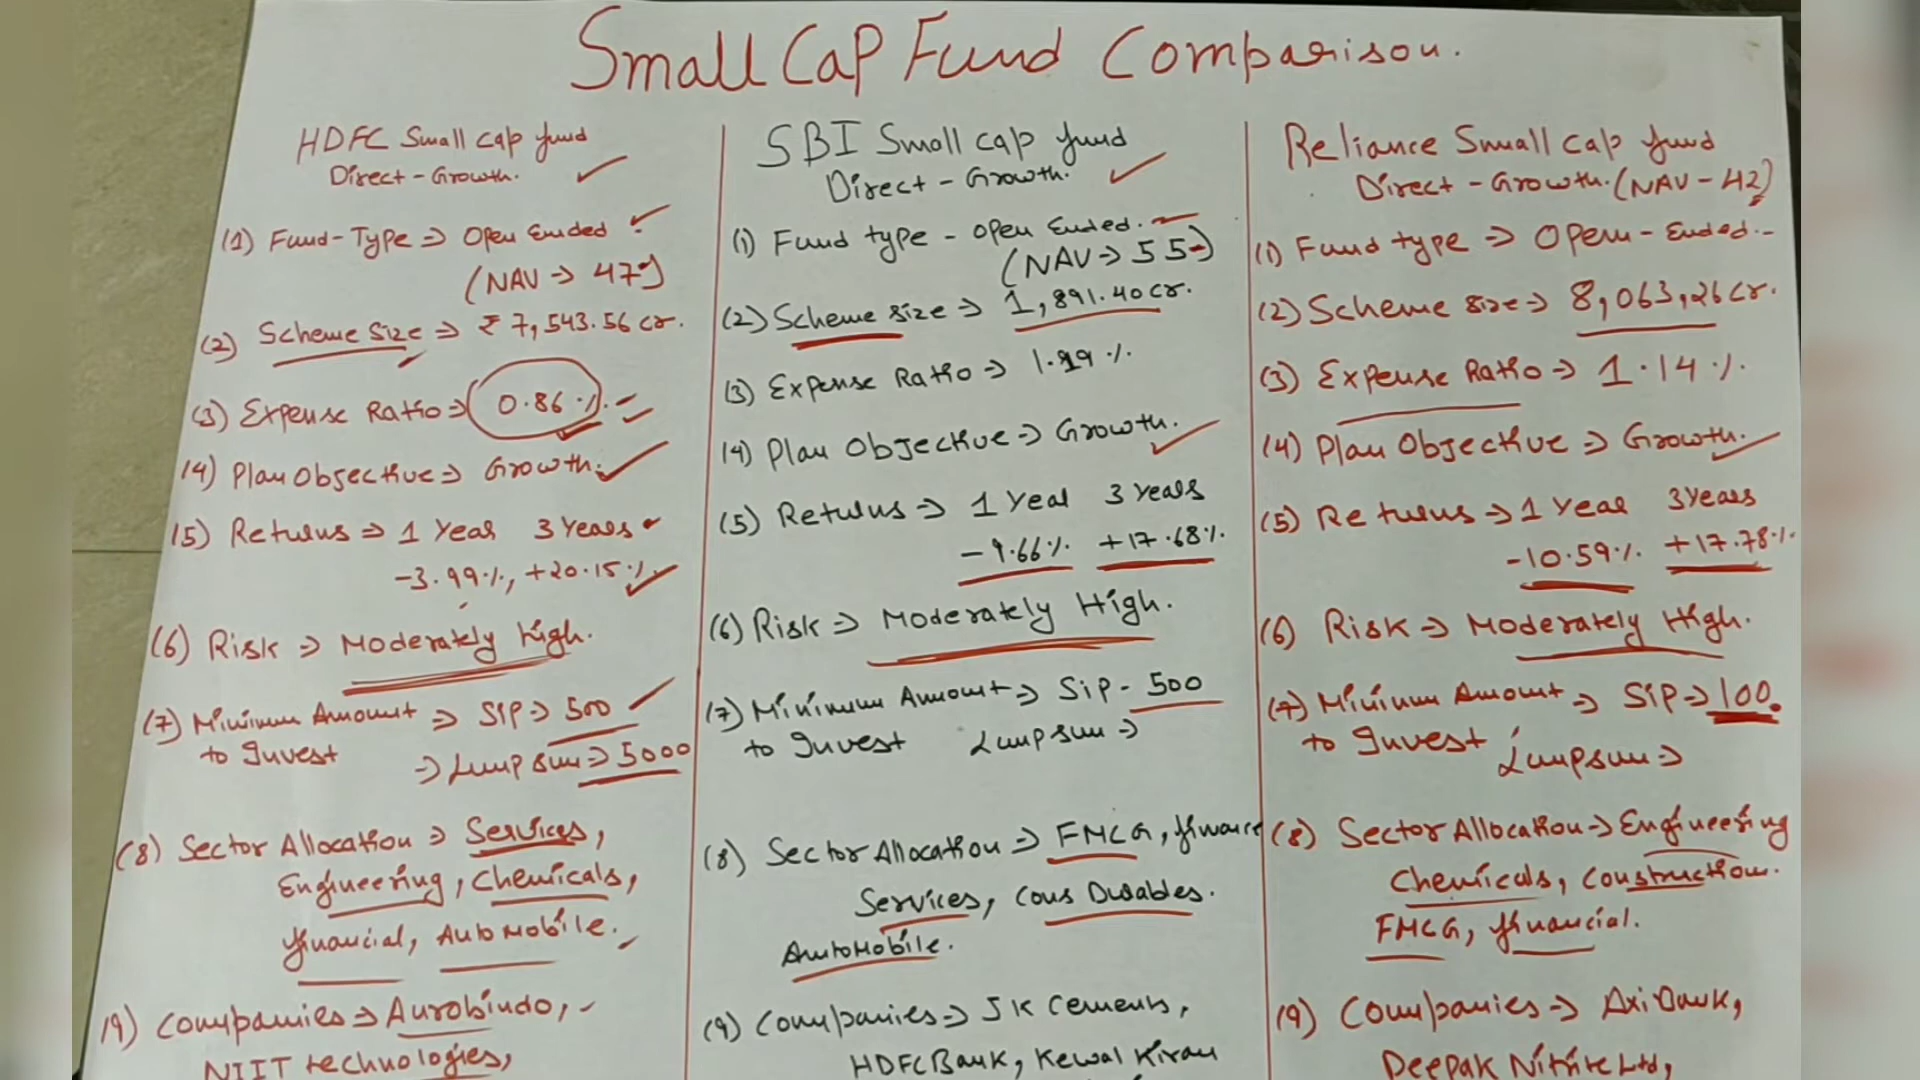 Small Cap Fund Comparison.
HDFC Small cap fund
Direct - Growth.
(1) Fund-Type ⇒ Open Ended
(NAV → 47)
(2) Scheme Size ⇒ ₹ 7,543.56 cr.
(3) Expense Ratio ⇒ 0.86 %.
(4) Plan Objective ⇒ Growth.
(5) Returns ⇒ 1 Year 3 Years
-3.99%, +20.15%
(6) Risk ⇒ Moderately high.
(7) Minimum Amount ⇒ SIP ⇒ 500
to Invest ⇒ Lumpsum ⇒ 5000
(8) Sector Allocation ⇒ Services,
Engineering, Chemicals,
financial, Automobile.
(9) Companies ⇒ Aurobindo,
NIIT technologies,
SBI Small cap fund
Direct - Growth.
(1) Fund type - open Ended.
(NAV → 55)
(2) Scheme size ⇒ 1,891.40 cr.
(3) Expense Ratio ⇒
(4) Plan Objective ⇒ Growth.
(5) Returns ⇒ 1 Year 3 Years
-9.66% +17.68%
(6) Risk ⇒ Moderately High.
(7) Minimum Amount ⇒ SIP - 500
to Invest Lumpsum ⇒
(8) Sector Allocation ⇒ FMCG, finance
Services, Cons Durables.
Automobile.
(9) Companies ⇒ JK Cements,
HDFC Bank, Kewal Kiran
Reliance Small cap fund
Direct - Growth. (NAV - 42)
(1) Fund type ⇒ Open - Ended.
(2) Scheme size ⇒ 8,063,26 cr.
(3) Expense Ratio ⇒ 1.14 %.
(4) Plan Objective ⇒ Growth.
(5) Returns ⇒ 1 Year 3 Years
-10.59% +17.78%
(6) Risk ⇒ Moderately High.
(7) Minimum Amount ⇒ SIP ⇒ 100.
to Invest Lumpsum ⇒
(8) Sector Allocation ⇒ Engineering
Chemicals, Construction.
FMCG, financial.
(9) Companies ⇒ Axi Bank,
Deepak Nitrite Ltd,